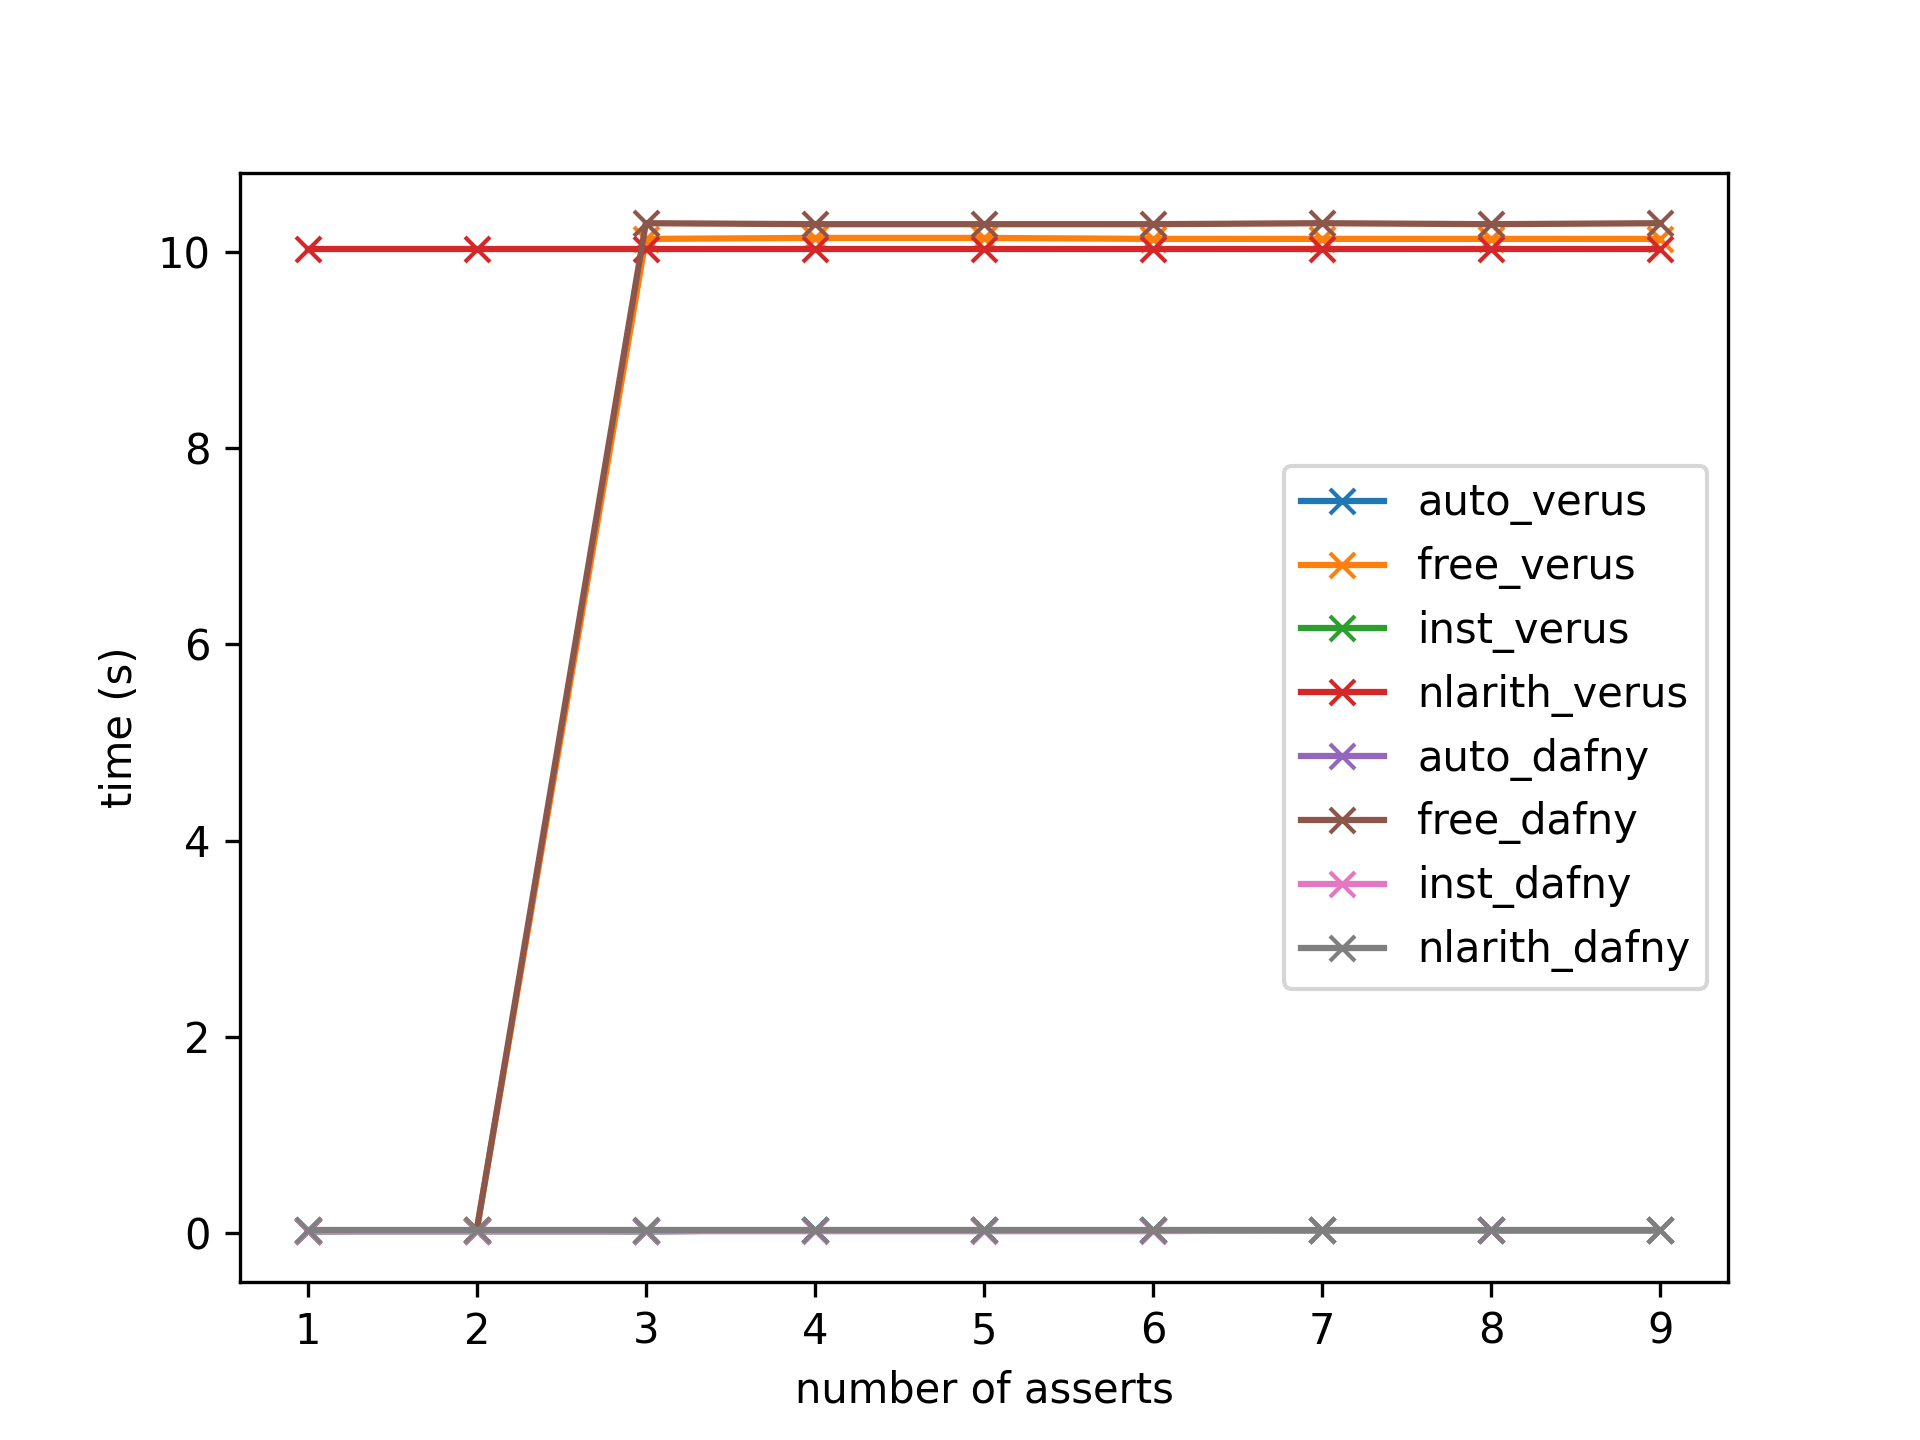 10
8
6
4
2
0
time (s)
auto_verus
free_verus
inst_verus
nlarith_verus
auto_dafny
free_dafny
inst_dafny
nlarith_dafny
1 2 3 4 5 6 7 8 9
number of asserts